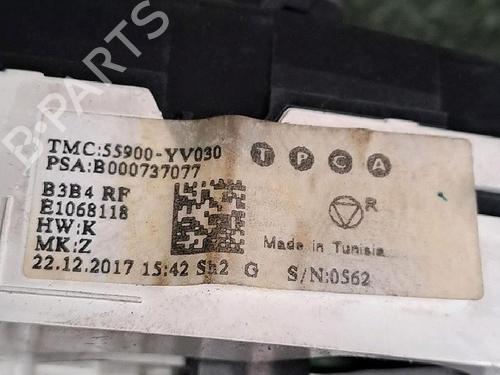 TMC:55900-YV030
PSA:B000737077
T P C A
B3B4 RF
E1068118
HW:K
MK:Z
R
Made in Tunisia
22.12.2017 15:42 Sh2 G S/N:0562
B-PARTS